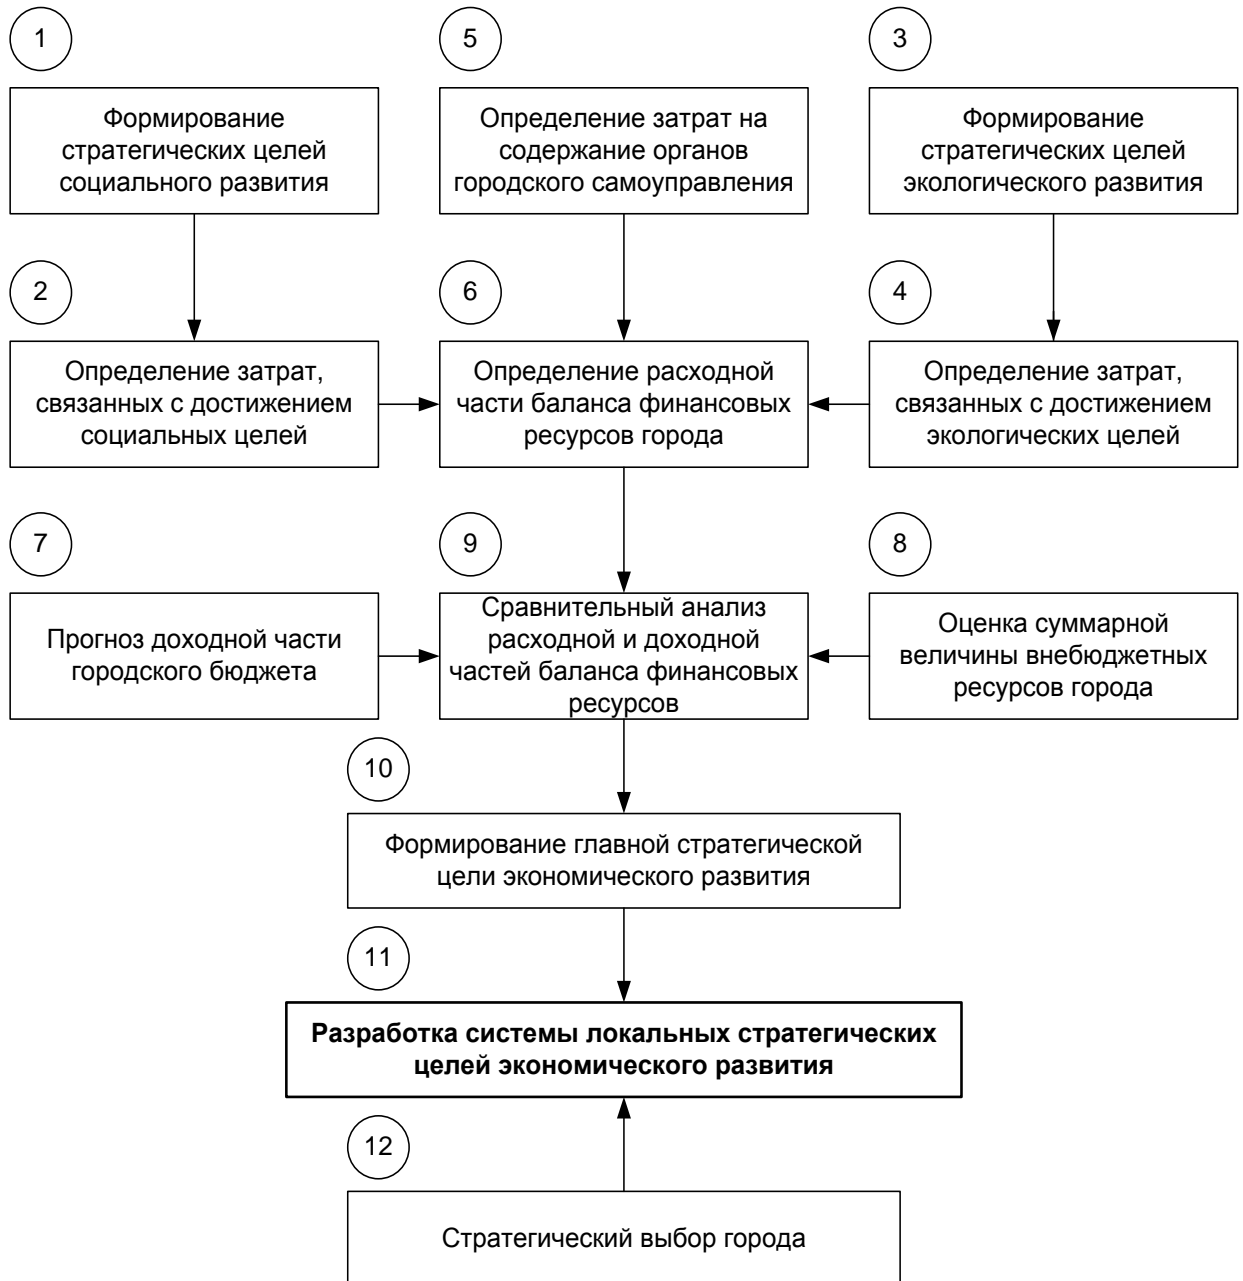 1
5
3
Формирование
стратегических целей
социального развития
Определение затрат на
содержание органов
городского самоуправления
Формирование
стратегических целей
экологического развития
2
6
4
Определение затрат,
связанных с достижением
социальных целей
Определение расходной
части баланса финансовых
ресурсов города
Определение затрат,
связанных с достижением
экологических целей
7
9
8
Прогноз доходной части
городского бюджета
Сравнительный анализ
расходной и доходной
частей баланса финансовых
ресурсов
Оценка суммарной
величины внебюджетных
ресурсов города
10
Формирование главной стратегической
цели экономического развития
11
Разработка системы локальных стратегических
целей экономического развития
12
Стратегический выбор города